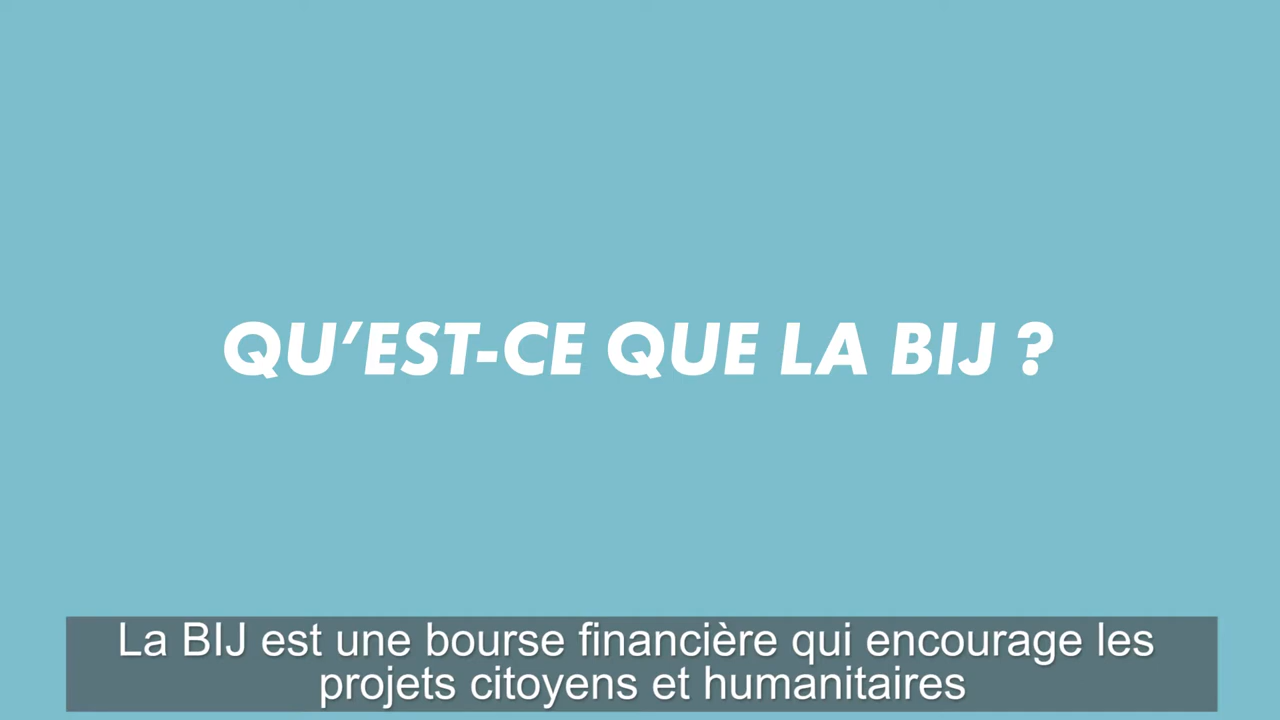 QU’EST-CE QUE LA BIJ ?
La BIJ est une bourse financière qui encourage les
projets citoyens et humanitaires